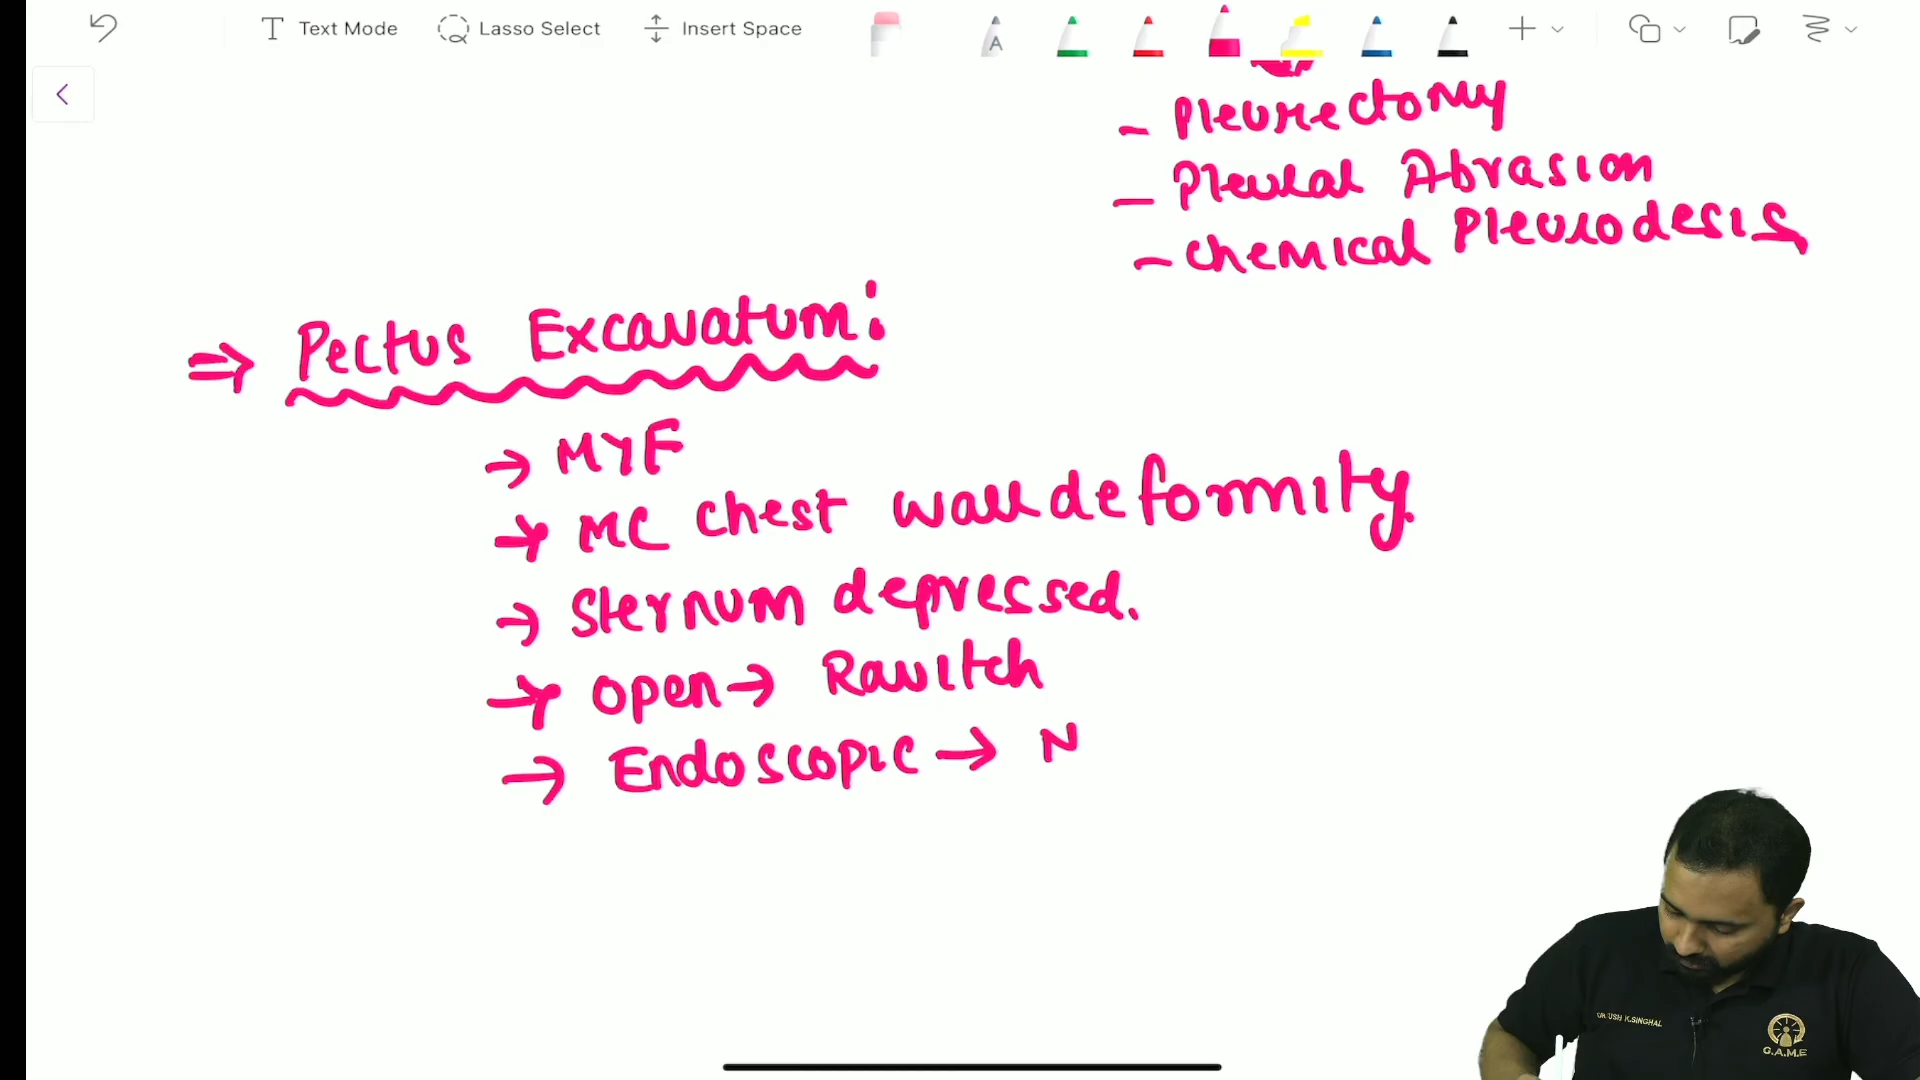 Text Mode Lasso Select Insert Space
A
- Pleurectomy
- Pleural Abrasion
- Chemical Pleurodesis
⇒ Pectus Excavatum:
→ M>F
→ MC Chest wall deformity
→ Sternum depressed.
→ Open → Ravitch
→ Endoscopic → N
K.SINGHAL
G.A.M.E